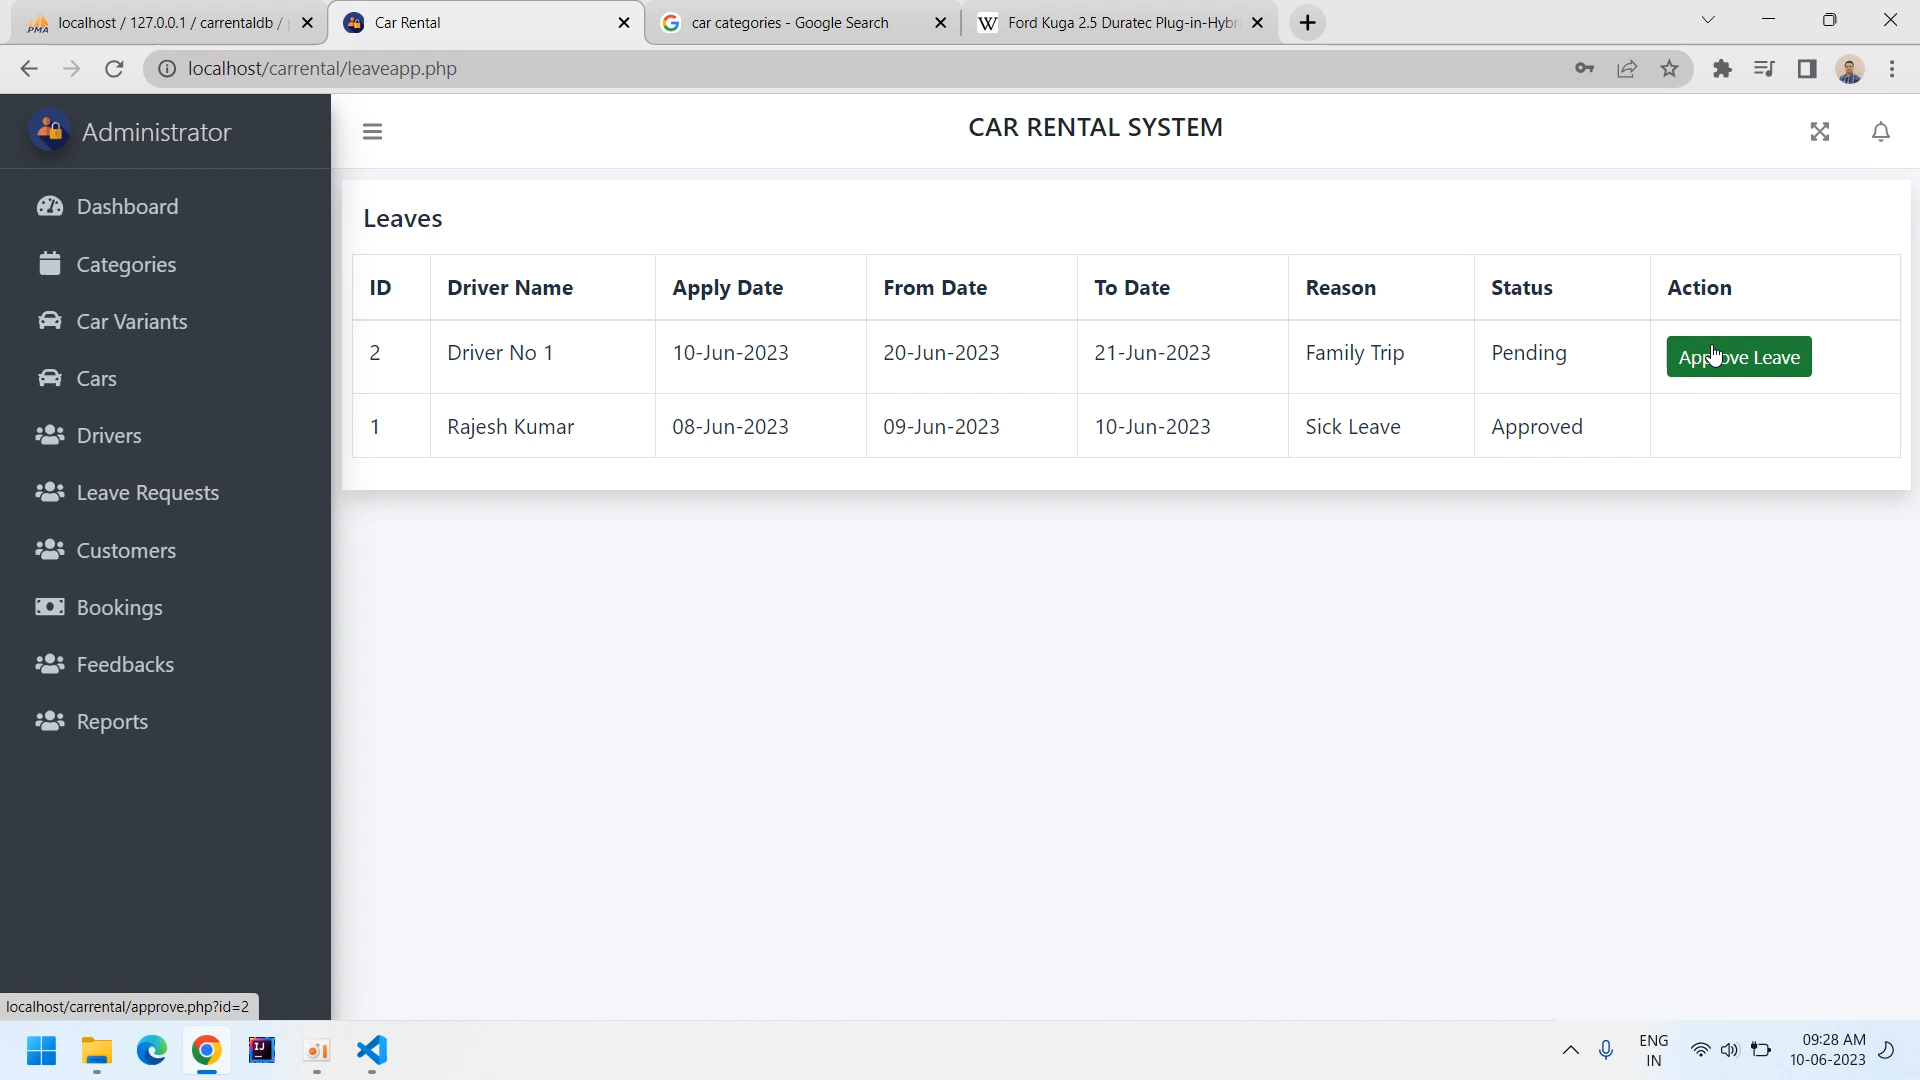 localhost / 127.0.0.1 / carrentaldb /
Car Rental
car categories - Google Search
Ford Kuga 2.5 Duratec Plug-in-Hybri
localhost/carrental/leaveapp.php
Administrator
CAR RENTAL SYSTEM
Dashboard
Categories
Car Variants
Cars
Drivers
Leave Requests
Customers
Bookings
Feedbacks
Reports
Leaves
ID Driver Name Apply Date From Date To Date Reason Status Action
2 Driver No 1 10-Jun-2023 20-Jun-2023 21-Jun-2023 Family Trip Pending Approve Leave
1 Rajesh Kumar 08-Jun-2023 09-Jun-2023 10-Jun-2023 Sick Leave Approved
localhost/carrental/approve.php?id=2
ENG
IN
09:28 AM
10-06-2023